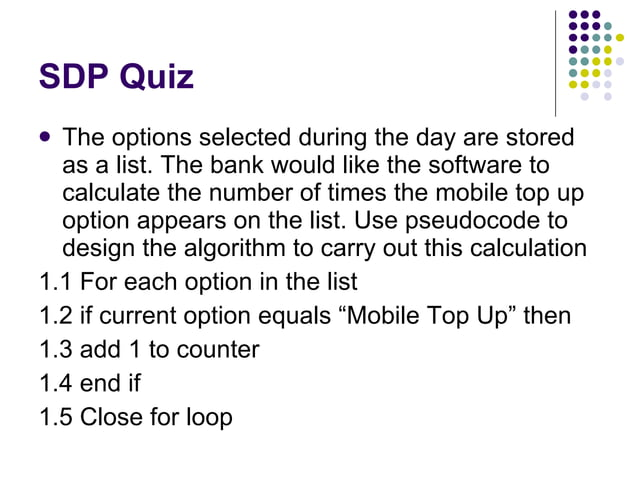 SDP Quiz
The options selected during the day are stored
as a list. The bank would like the software to
calculate the number of times the mobile top up
option appears on the list. Use pseudocode to
design the algorithm to carry out this calculation
1.1 For each option in the list
1.2 if current option equals “Mobile Top Up” then
1.3 add 1 to counter
1.4 end if
1.5 Close for loop